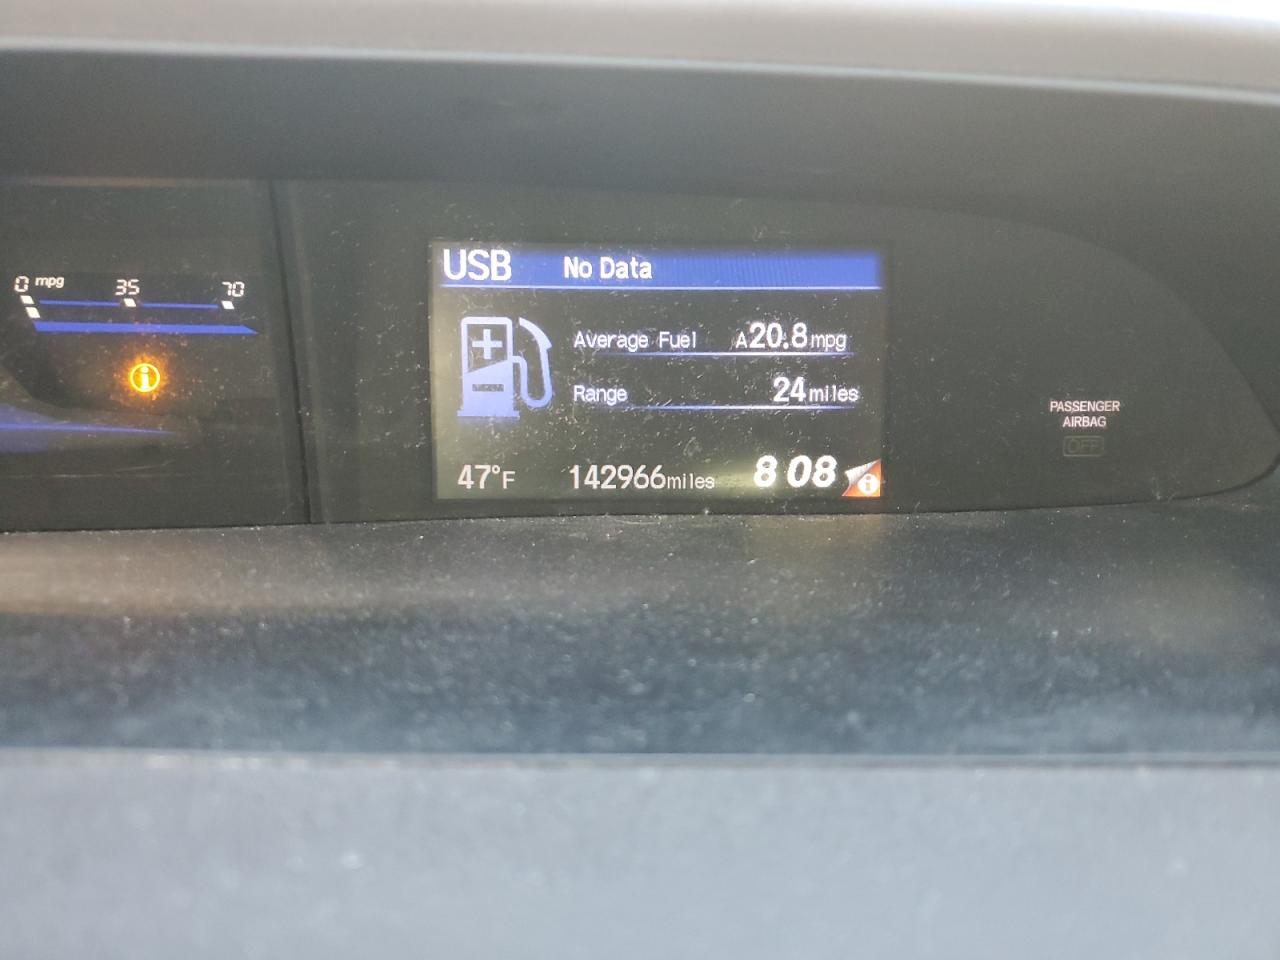 0 mpg 35 70
USB No Data
Average Fuel A20.8mpg
Range 24miles
47°F 142966miles 8 08
PASSENGER
AIRBAG
OFF